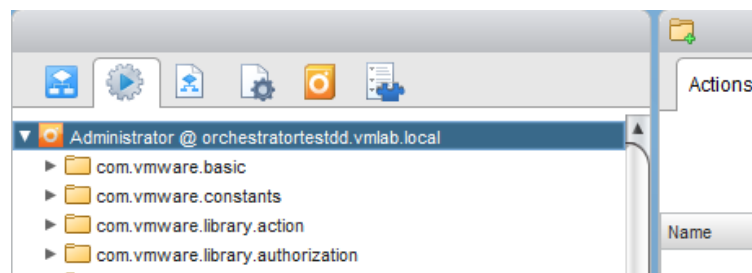 Actions
Administrator @ orchestratortestdd.vmlab.local
com.vmware.basic
com.vmware.constants
com.vmware.library.action
Name
com.vmware.library.authorization